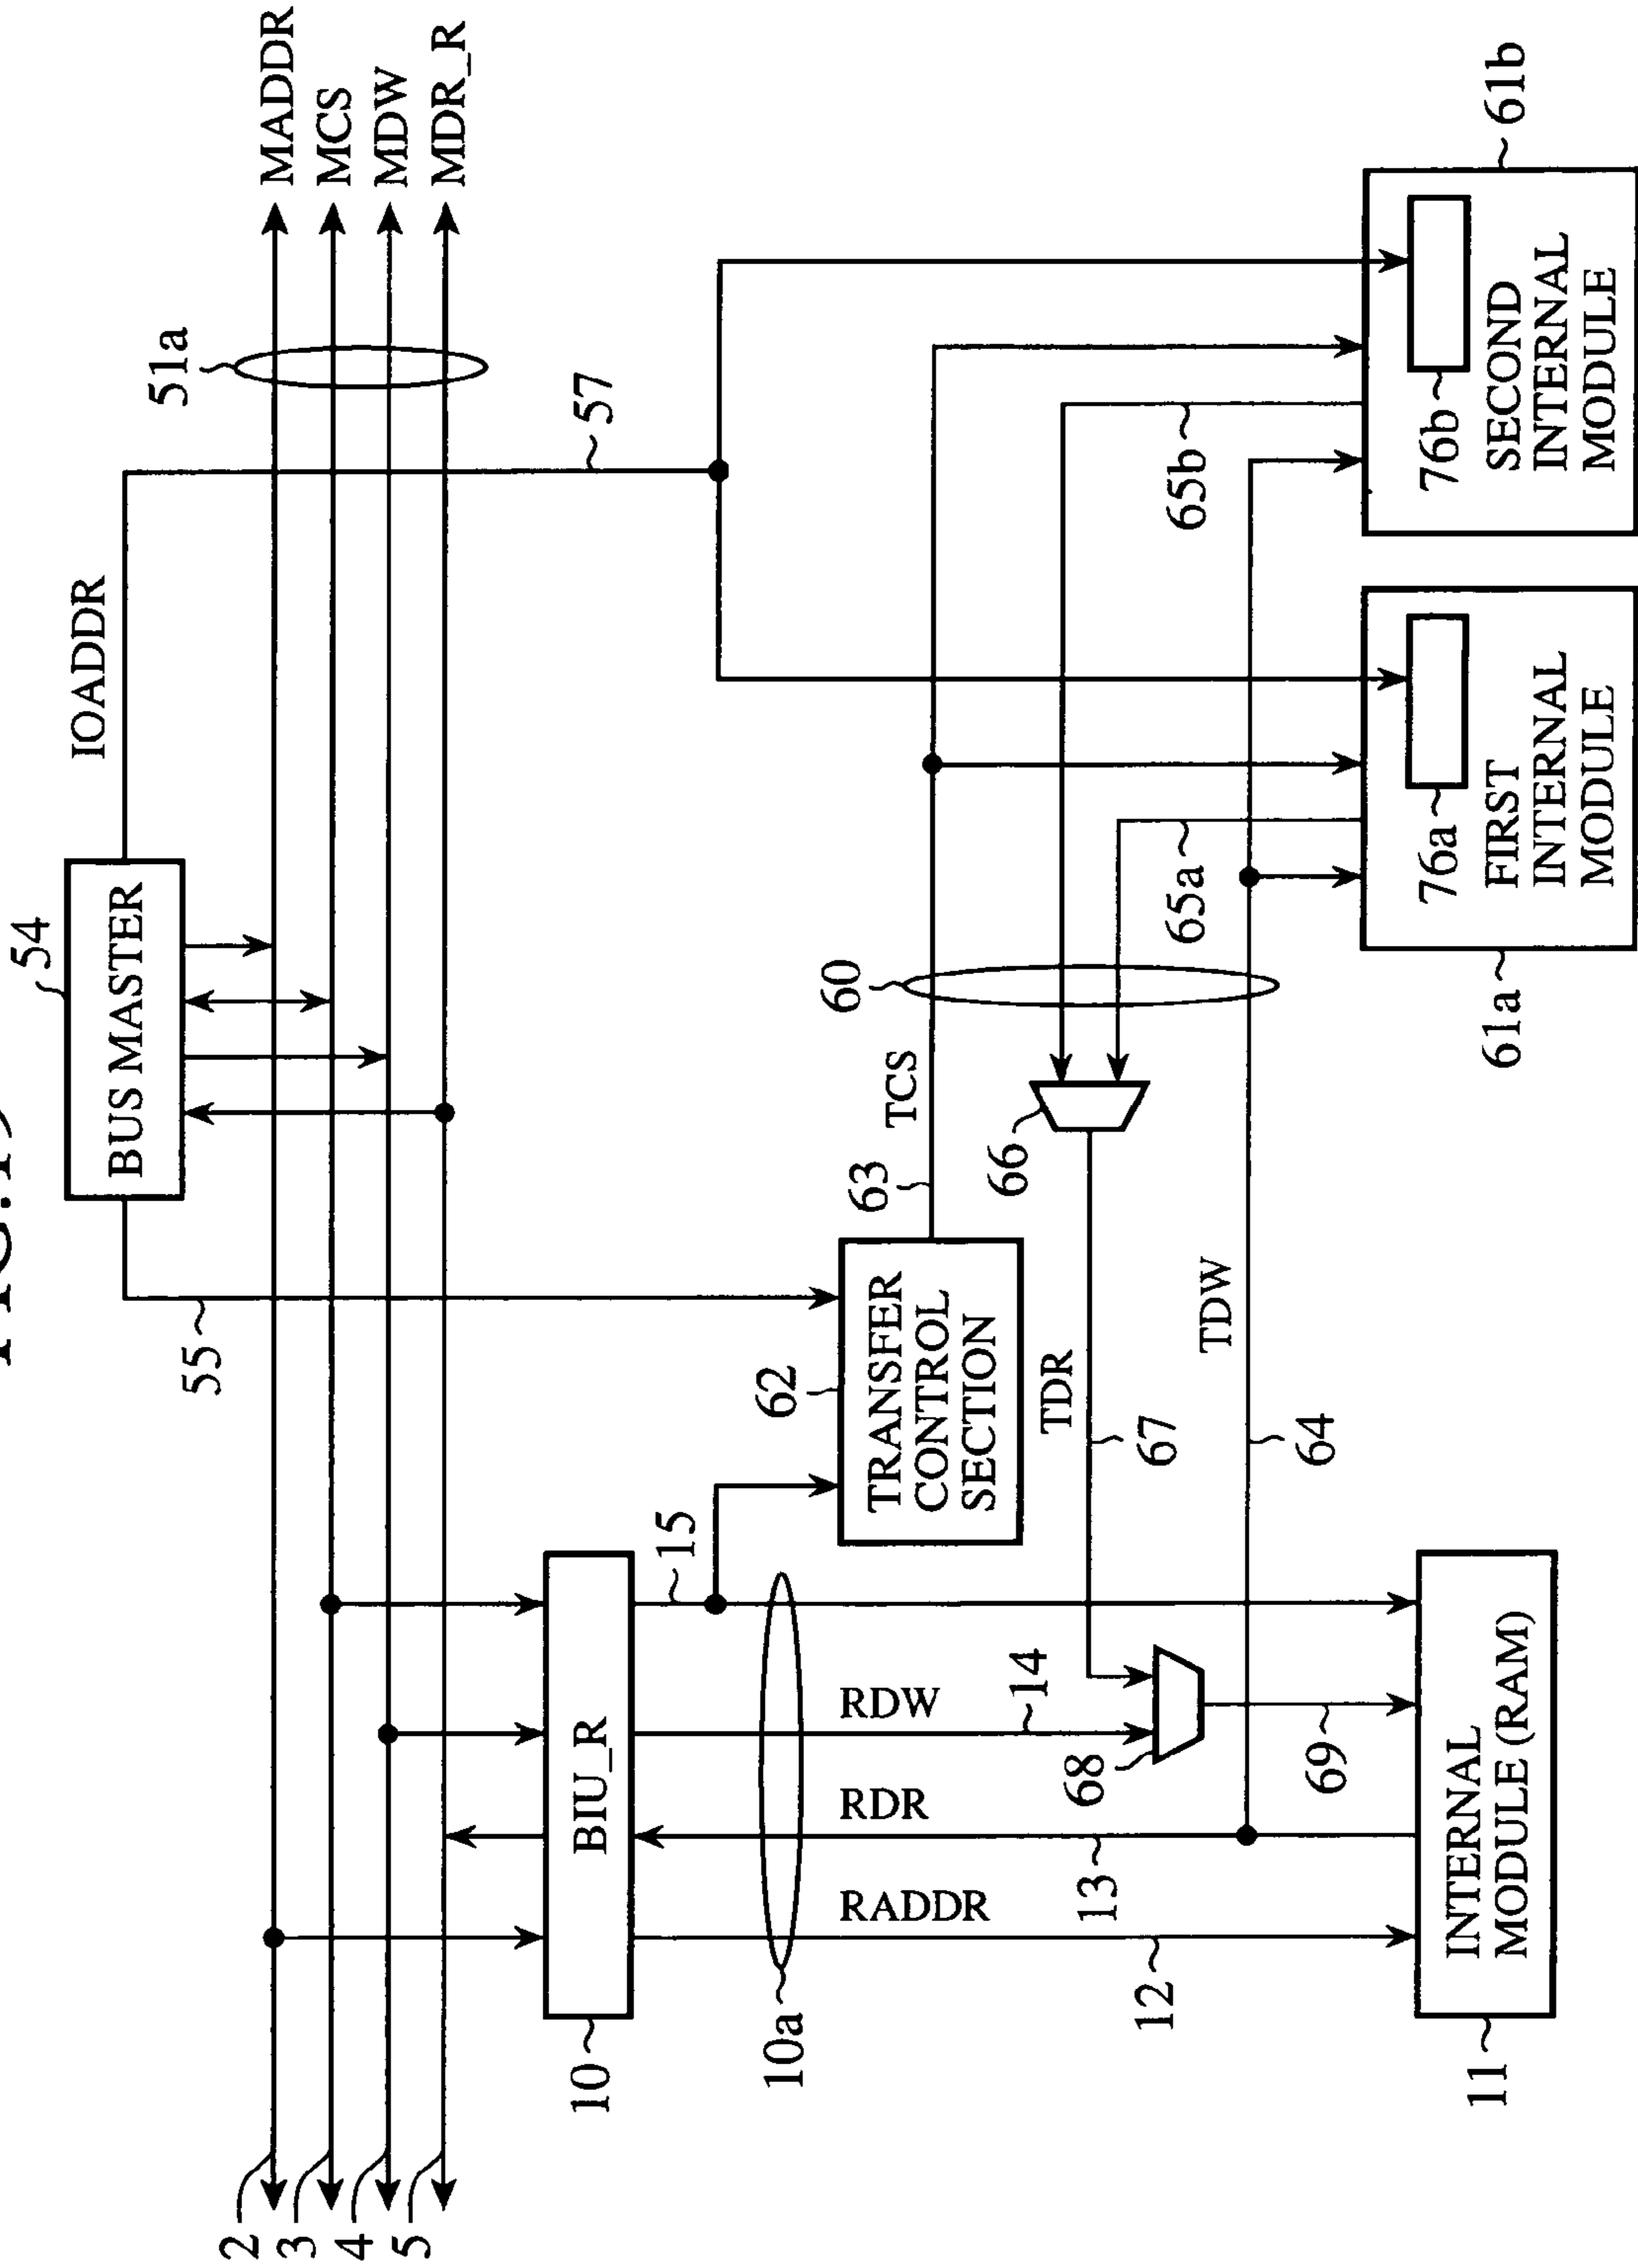 54
IOADDR
BUS MASTER
55
51a
2
3
4
5
MADDR
MCS
MDW
MDR_R
57
10
BIU_R
15
10a
62
63
60
TRANSFER
CONTROL
SECTION
TCS
RADDR
RDR
RDW
14
66
TDR
67
68
12
13
65a
65b
TDW
64
69
11
INTERNAL
MODULE (RAM)
61a
76a
FIRST
INTERNAL
MODULE
76b
SECOND
INTERNAL
MODULE
61b